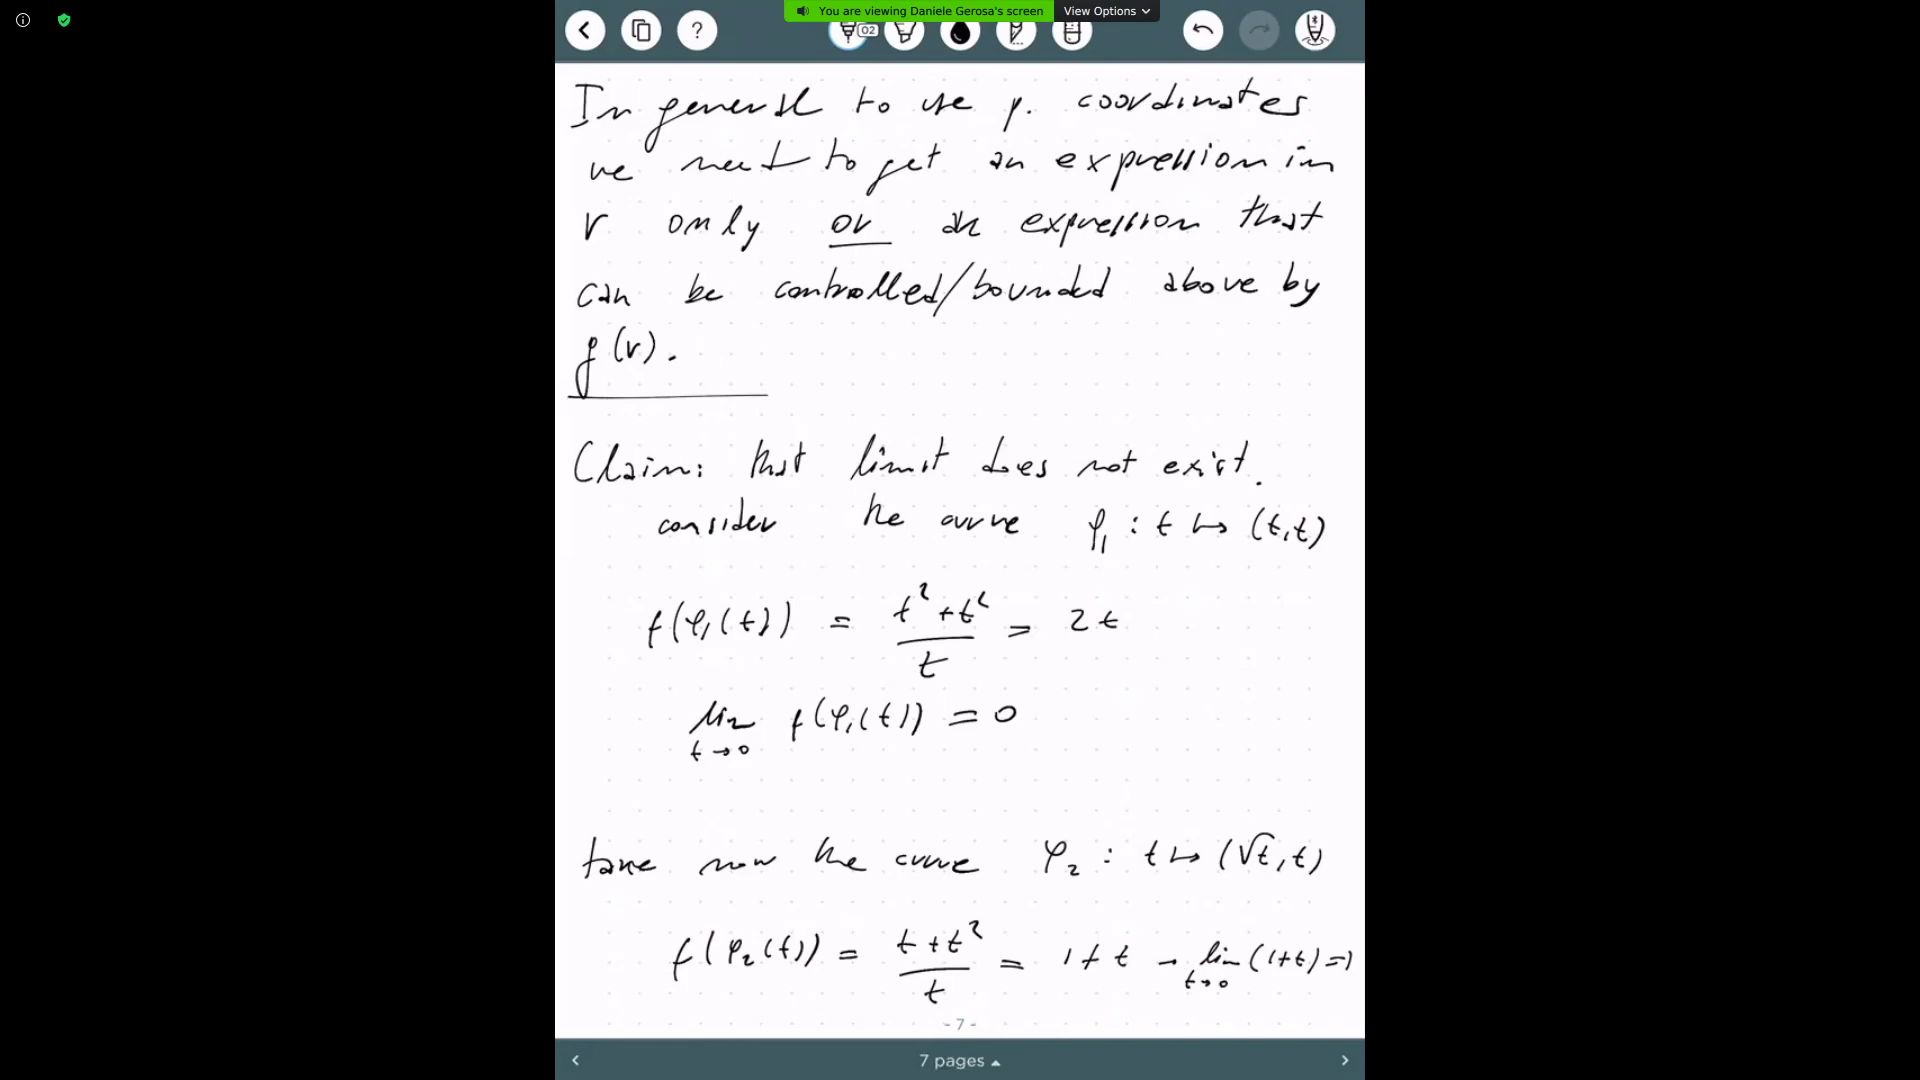 You are viewing Daniele Gerosa's screen View Options
02
In general to use p. coordinates
we need to get an expression in
r only or an expression that
can be controlled/bounded above by
g(r).
Claim: that limit does not exist.
consider the curve φ₁ : t ↦ (t,t)
f(φ₁(t)) = (t² + t²)/t = 2t
lim t→0 f(φ₁(t)) = 0
take now the curve φ₂ : t ↦ (√t, t)
f(φ₂(t)) = (t + t²)/t = 1 + t → lim t→0 (1+t) = 1
- 7 -
7 pages